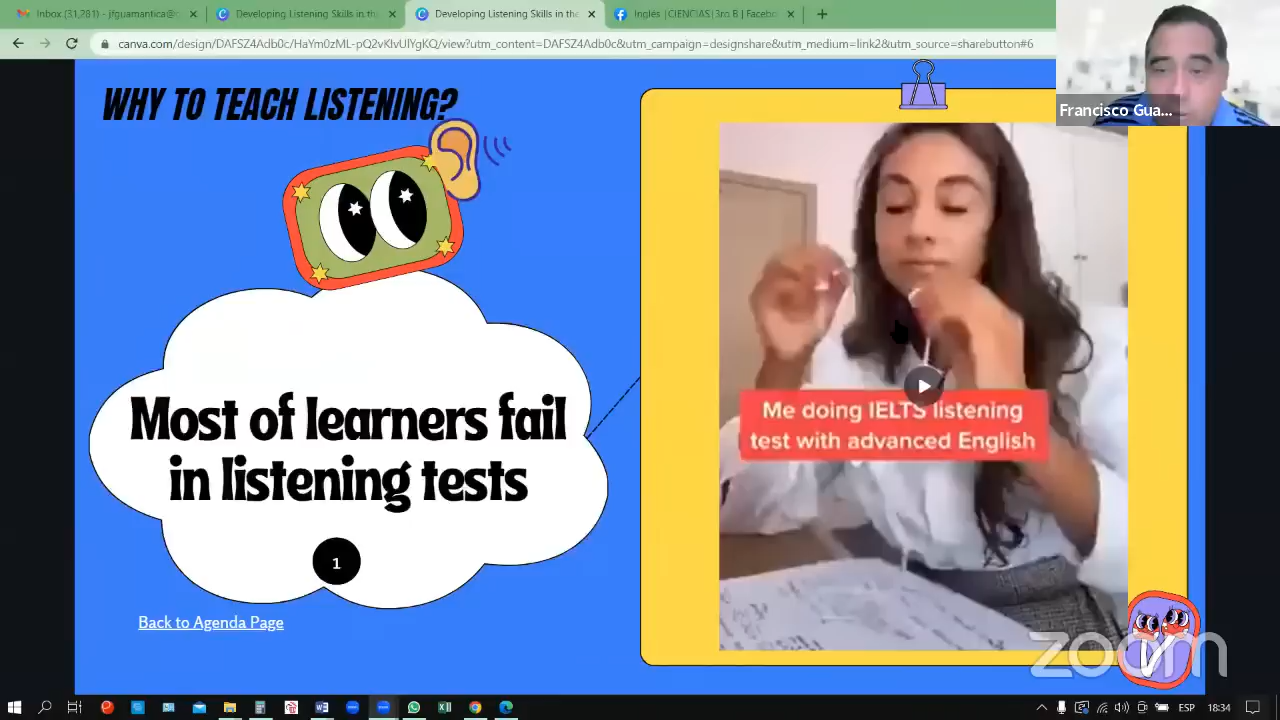 Inbox (31,281) - jfguamantica@
Developing Listening Skills in the
Developing Listening Skills in the
Inglés |CIENCIAS|3ro B | Facebo
canva.com/design/DAFSZ4Adb0c/HaYm0zML-pQ2vKlvUlYgKQ/view?utm_content=DAFSZ4Adb0c&utm_campaign=designshare&utm_medium=link2&utm_source=sharebutton#6
Francisco Gua...
WHY TO TEACH LISTENING?
Most of learners fail
in listening tests
1
Back to Agenda Page
Me doing IELTS listening
test with advanced English
zoom
ESP
18:34